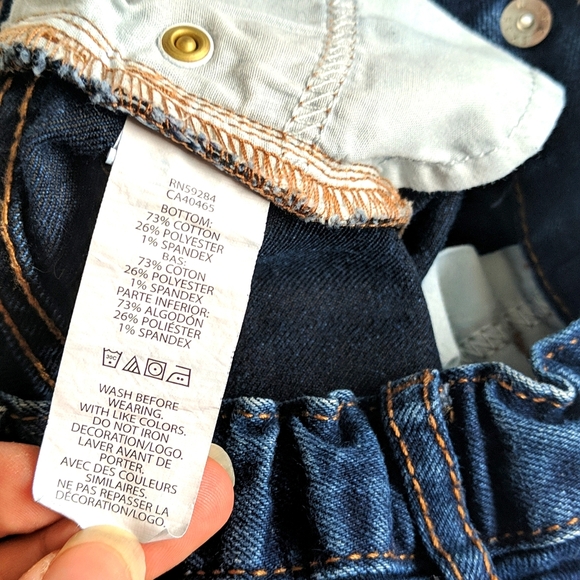 RN59284
CA40465
BOTTOM:
73% COTTON
26% POLYESTER
1% SPANDEX
BAS:
73% COTON
26% POLYESTER
1% SPANDEX
PARTE INFERIOR:
73% ALGODÓN
26% POLIÉSTER
1% SPANDEX
30C
WASH BEFORE
WEARING.
WITH LIKE COLORS.
DO NOT IRON
DECORATION/LOGO.
LAVER AVANT DE
PORTER.
AVEC DES COULEURS
SIMILAIRES.
NE PAS REPASSER LA
DÉCORATION/LOGO.